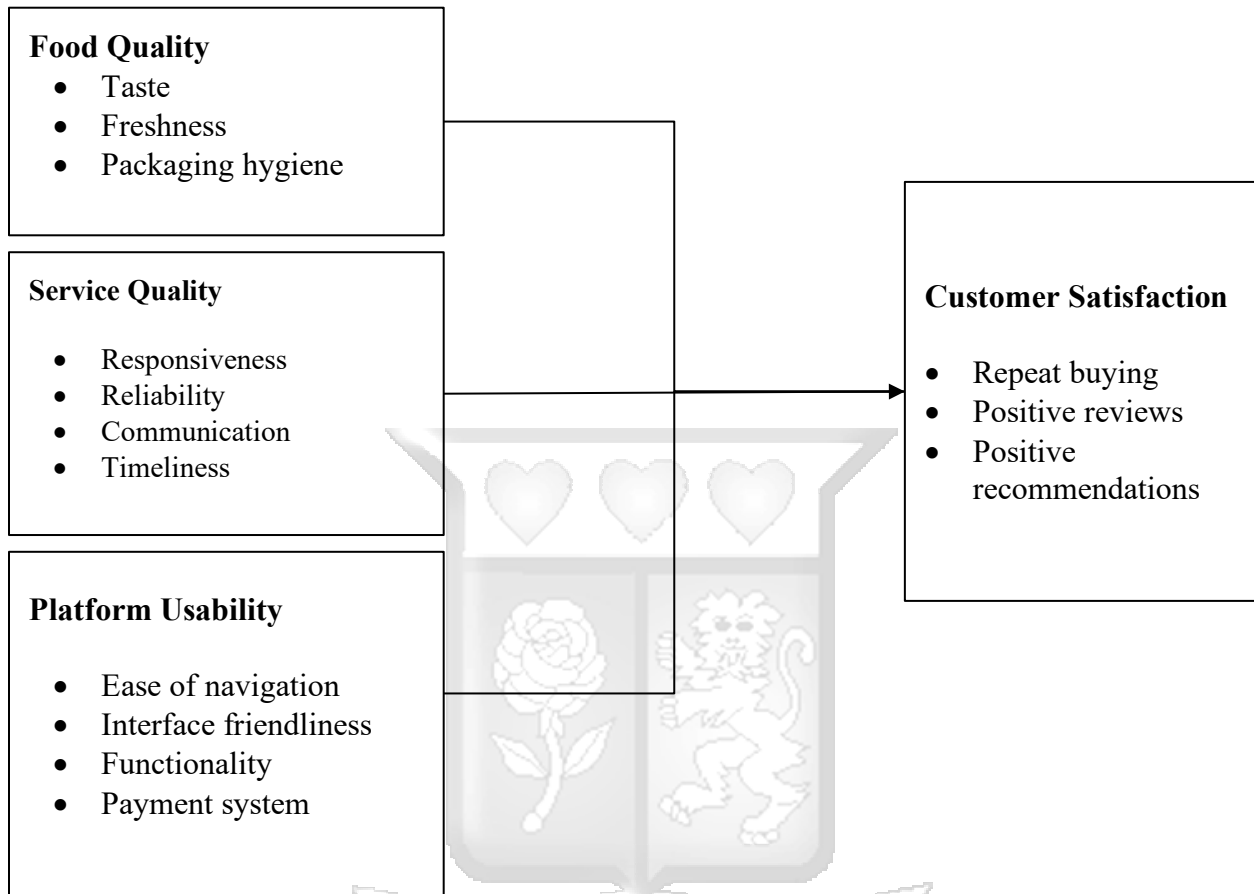 Food Quality
• Taste
• Freshness
• Packaging hygiene
Service Quality
• Responsiveness
• Reliability
• Communication
• Timeliness
Platform Usability
• Ease of navigation
• Interface friendliness
• Functionality
• Payment system
Customer Satisfaction
• Repeat buying
• Positive reviews
• Positive
recommendations